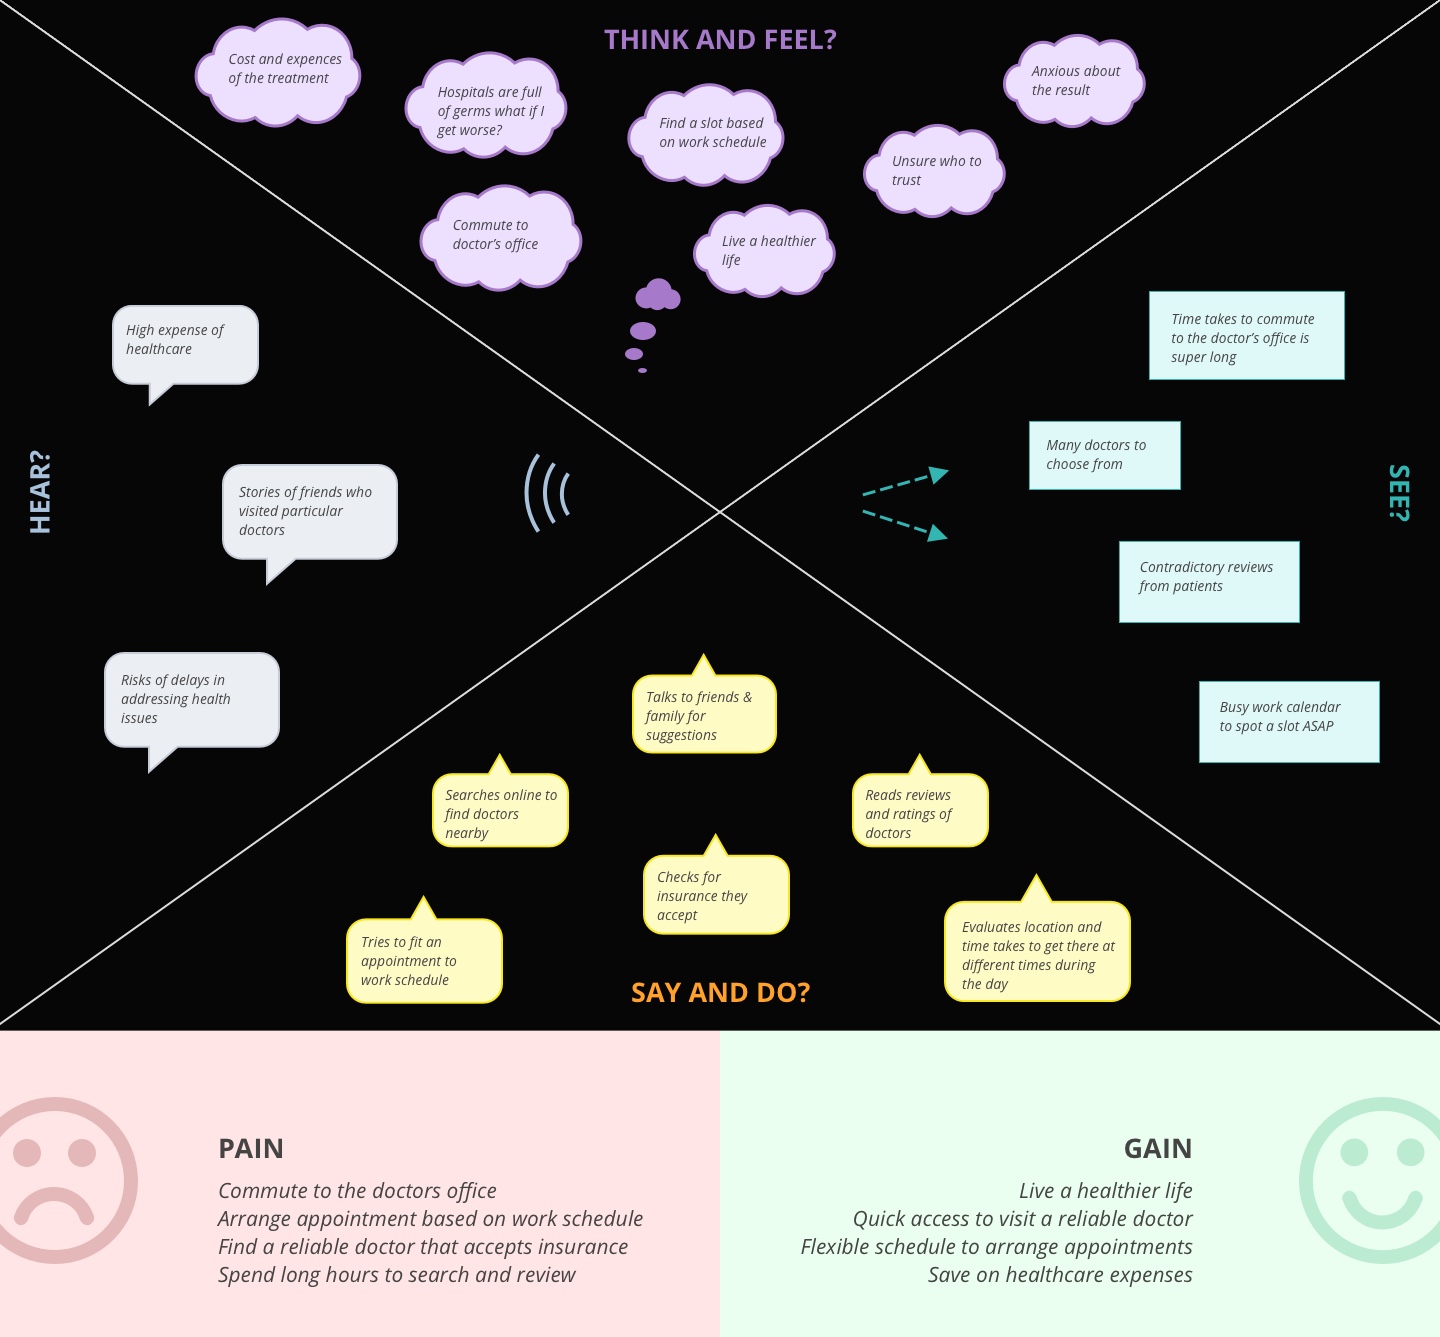 THINK AND FEEL?
Cost and expences
of the treatment
Hospitals are full
of germs what if I
get worse?
Find a slot based
on work schedule
Anxious about
the result
Unsure who to
trust
Commute to
doctor's office
Live a healthier
life
HEAR?
High expense of
healthcare
Stories of friends who
visited particular
doctors
Risks of delays in
addressing health
issues
SEE?
Time takes to commute
to the doctor's office is
super long
Many doctors to
choose from
Contradictory reviews
from patients
Busy work calendar
to spot a slot ASAP
Talks to friends &
family for
suggestions
Searches online to
find doctors
nearby
Reads reviews
and ratings of
doctors
Checks for
insurance they
accept
Tries to fit an
appointment to
work schedule
Evaluates location and
time takes to get there at
different times during
the day
SAY AND DO?
PAIN
Commute to the doctors office
Arrange appointment based on work schedule
Find a reliable doctor that accepts insurance
Spend long hours to search and review
GAIN
Live a healthier life
Quick access to visit a reliable doctor
Flexible schedule to arrange appointments
Save on healthcare expenses